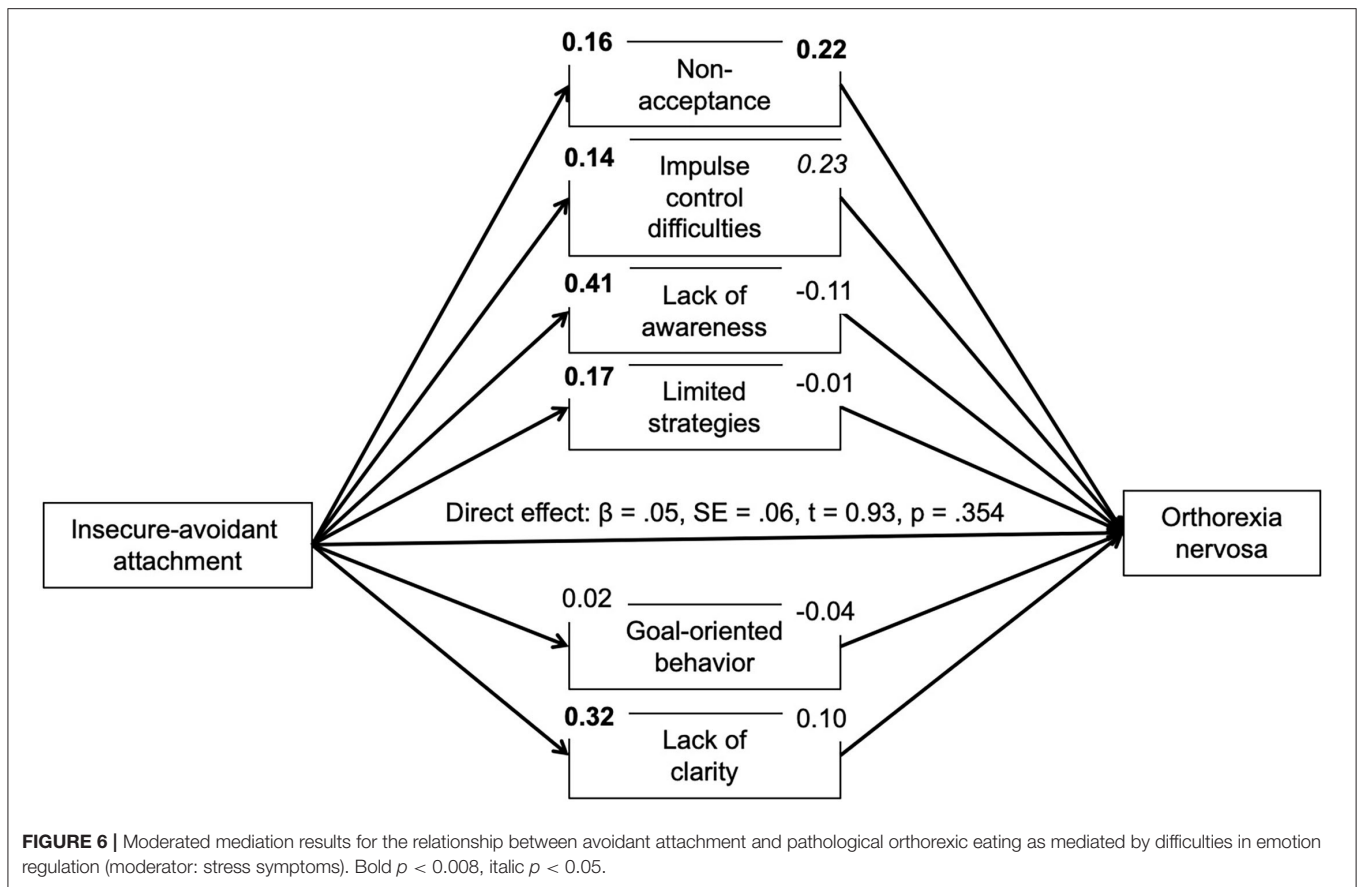 0.16
0.22
Non-
acceptance
0.14
0.23
Impulse
control
difficulties
0.41
-0.11
Lack of
awareness
0.17
-0.01
Limited
strategies
Direct effect: β = .05, SE = .06, t = 0.93, p = .354
Insecure-avoidant
attachment
Orthorexia
nervosa
0.02
-0.04
Goal-oriented
behavior
0.32
0.10
Lack of
clarity
FIGURE 6 | Moderated mediation results for the relationship between avoidant attachment and pathological orthorexic eating as mediated by difficulties in emotion
regulation (moderator: stress symptoms). Bold p < 0.008, italic p < 0.05.